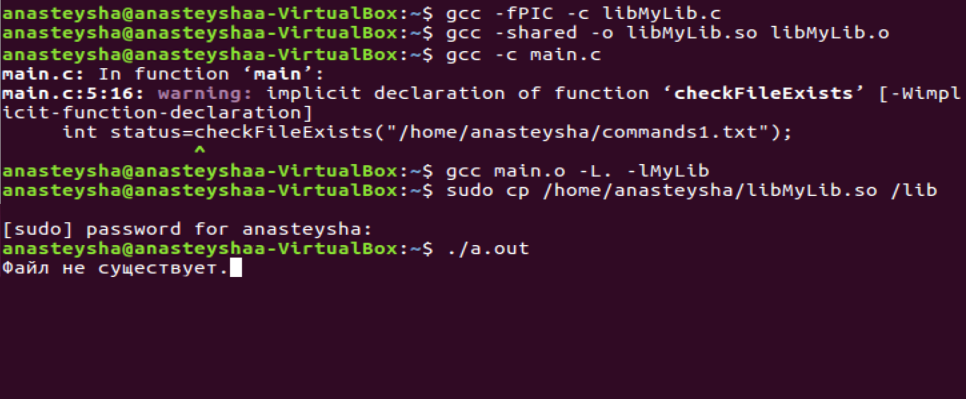 anasteysha@anasteyshaa-VirtualBox:~$ gcc -fPIC -c libMyLib.c
anasteysha@anasteyshaa-VirtualBox:~$ gcc -shared -o libMyLib.so libMyLib.o
anasteysha@anasteyshaa-VirtualBox:~$ gcc -c main.c
main.c: In function ‘main’:
main.c:5:16: warning: implicit declaration of function ‘checkFileExists’ [-Wimpl
icit-function-declaration]
     int status=checkFileExists("/home/anasteysha/commands1.txt");
                ^
anasteysha@anasteyshaa-VirtualBox:~$ gcc main.o -L. -lMyLib
anasteysha@anasteyshaa-VirtualBox:~$ sudo cp /home/anasteysha/libMyLib.so /lib
[sudo] password for anasteysha:
anasteysha@anasteyshaa-VirtualBox:~$ ./a.out
Файл не существует.